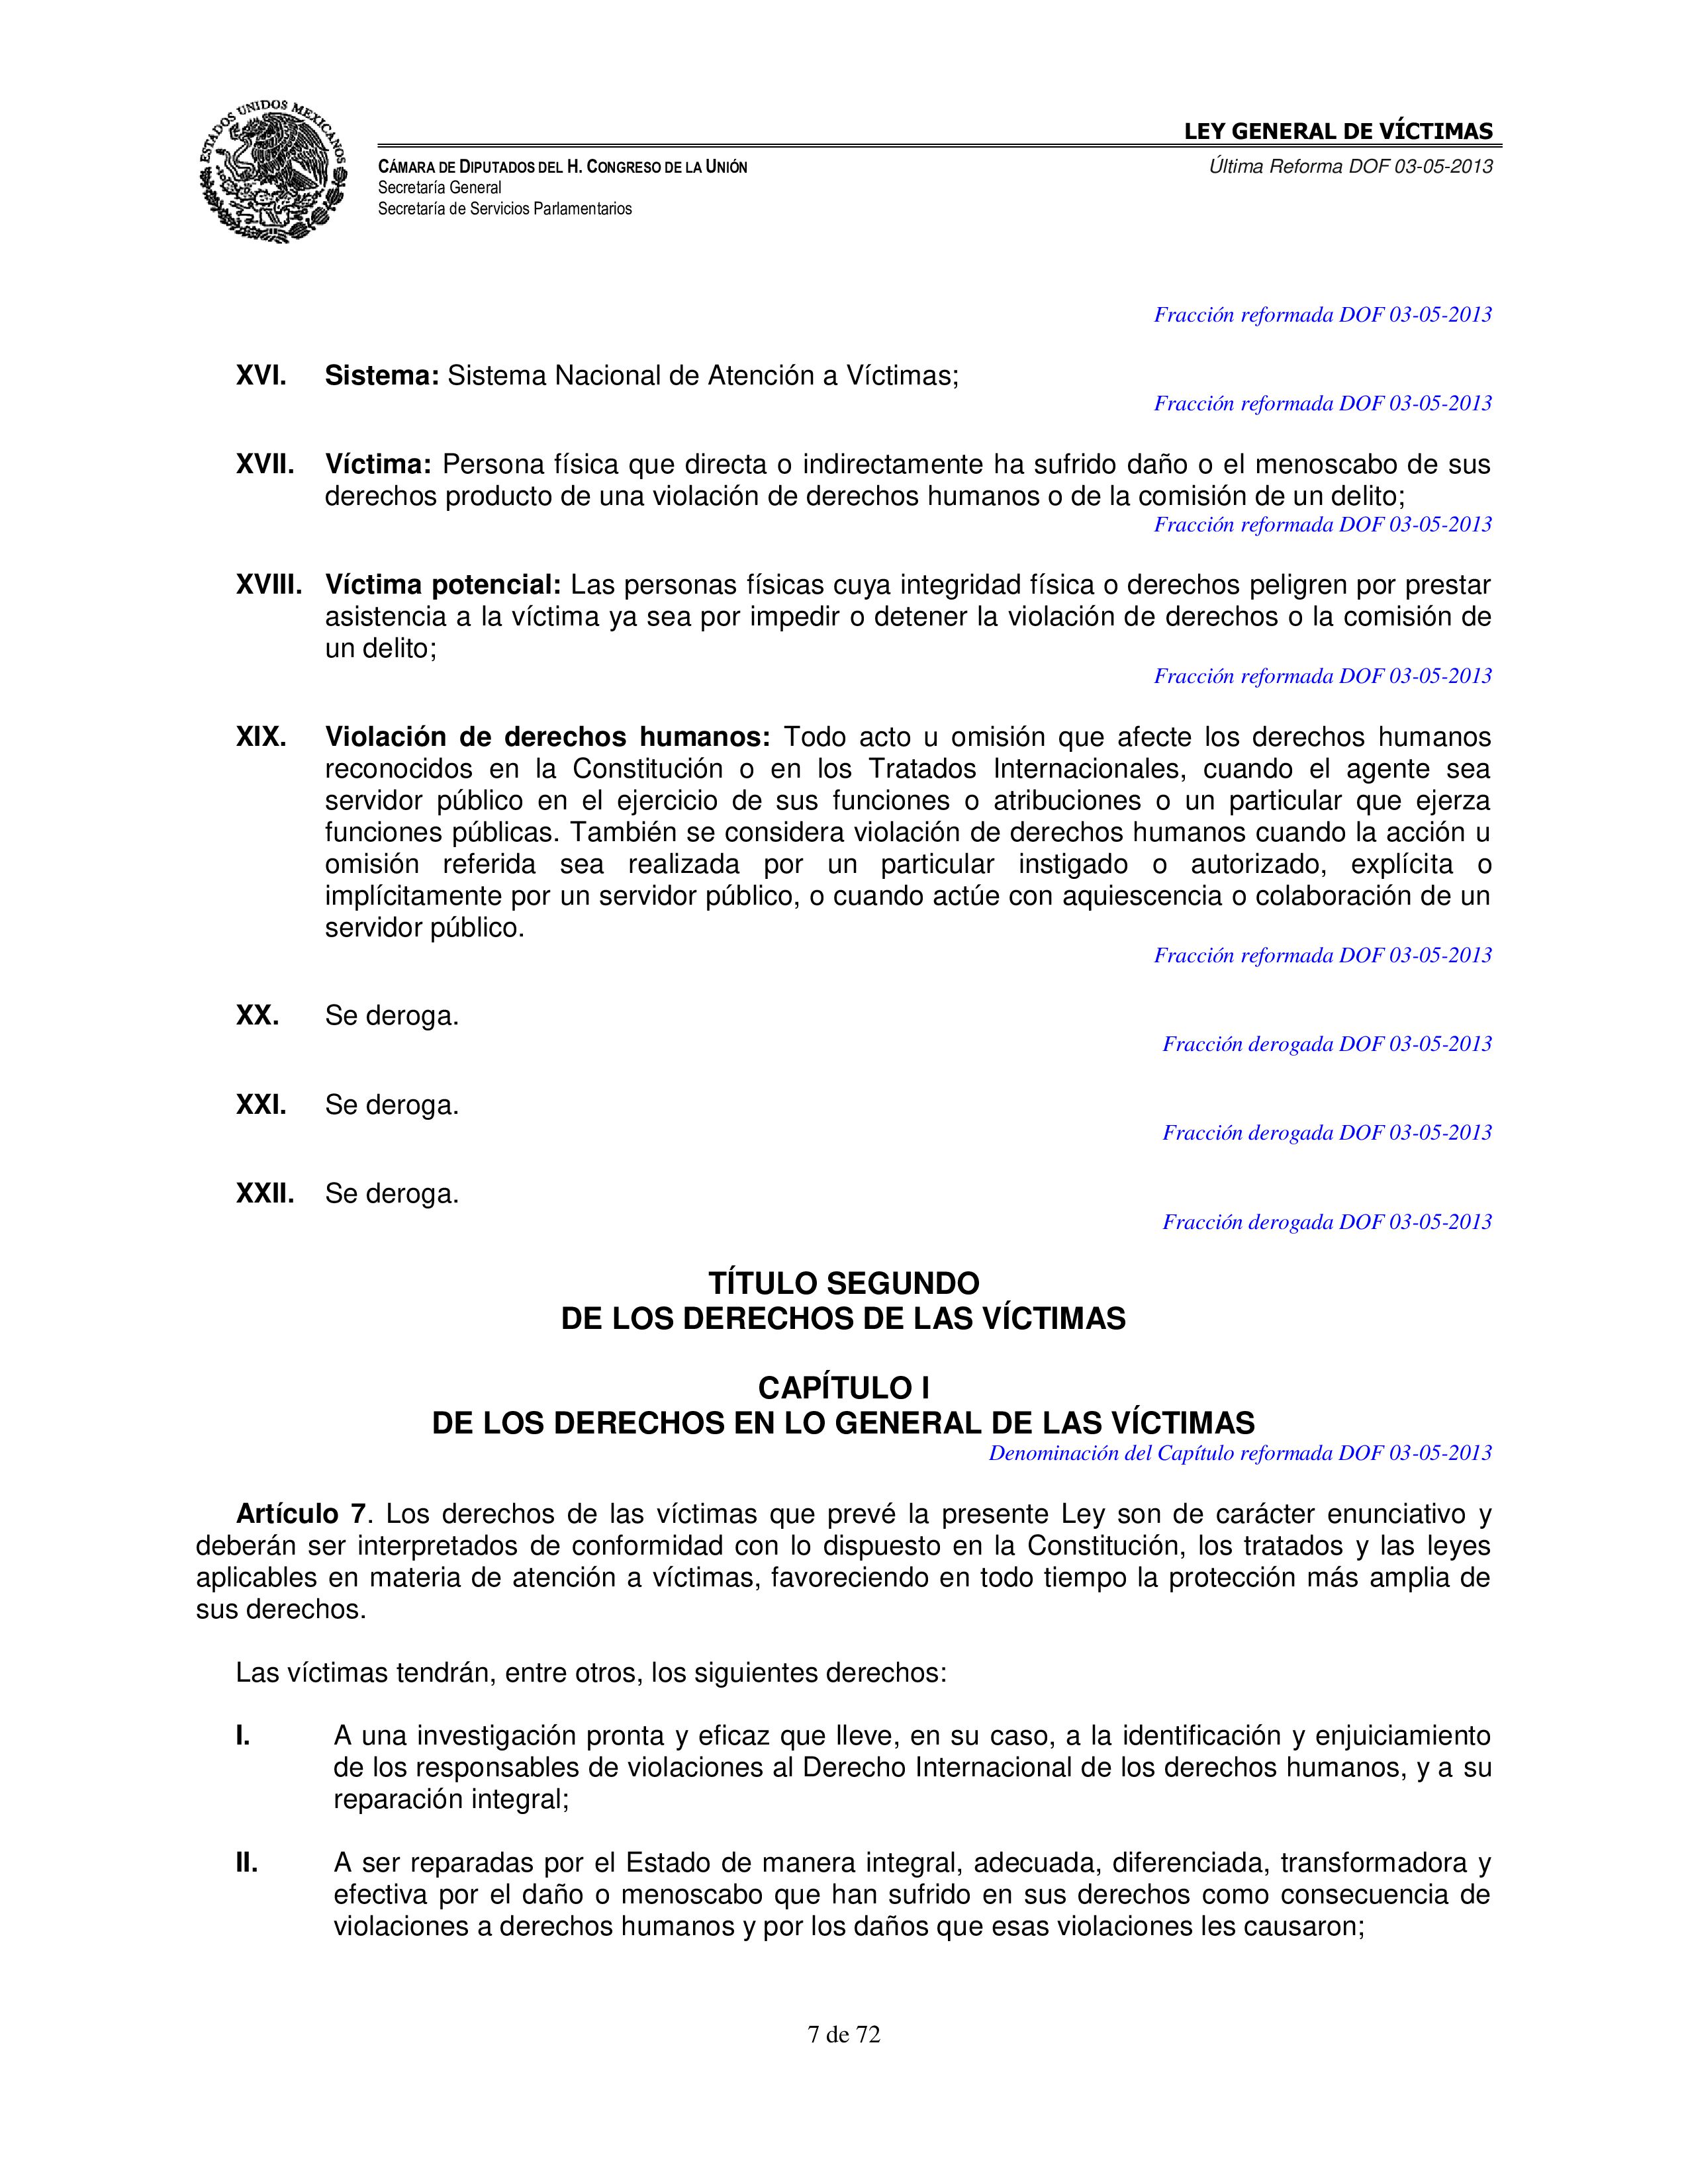 ESTADOS UNIDOS MEXICANOS
LEY GENERAL DE VÍCTIMAS
CÁMARA DE DIPUTADOS DEL H. CONGRESO DE LA UNIÓN
Última Reforma DOF 03-05-2013
Secretaría General
Secretaría de Servicios Parlamentarios
Fracción reformada DOF 03-05-2013
XVI. Sistema: Sistema Nacional de Atención a Víctimas;
Fracción reformada DOF 03-05-2013
XVII. Víctima: Persona física que directa o indirectamente ha sufrido daño o el menoscabo de sus
derechos producto de una violación de derechos humanos o de la comisión de un delito;
Fracción reformada DOF 03-05-2013
XVIII. Víctima potencial: Las personas físicas cuya integridad física o derechos peligren por prestar
asistencia a la víctima ya sea por impedir o detener la violación de derechos o la comisión de
un delito;
Fracción reformada DOF 03-05-2013
XIX. Violación de derechos humanos: Todo acto u omisión que afecte los derechos humanos
reconocidos en la Constitución o en los Tratados Internacionales, cuando el agente sea
servidor público en el ejercicio de sus funciones o atribuciones o un particular que ejerza
funciones públicas. También se considera violación de derechos humanos cuando la acción u
omisión referida sea realizada por un particular instigado o autorizado, explícita o
implícitamente por un servidor público, o cuando actúe con aquiescencia o colaboración de un
servidor público.
Fracción reformada DOF 03-05-2013
XX. Se deroga.
Fracción derogada DOF 03-05-2013
XXI. Se deroga.
Fracción derogada DOF 03-05-2013
XXII. Se deroga.
Fracción derogada DOF 03-05-2013
TÍTULO SEGUNDO
DE LOS DERECHOS DE LAS VÍCTIMAS
CAPÍTULO I
DE LOS DERECHOS EN LO GENERAL DE LAS VÍCTIMAS
Denominación del Capítulo reformada DOF 03-05-2013
Artículo 7. Los derechos de las víctimas que prevé la presente Ley son de carácter enunciativo y
deberán ser interpretados de conformidad con lo dispuesto en la Constitución, los tratados y las leyes
aplicables en materia de atención a víctimas, favoreciendo en todo tiempo la protección más amplia de
sus derechos.
Las víctimas tendrán, entre otros, los siguientes derechos:
I. A una investigación pronta y eficaz que lleve, en su caso, a la identificación y enjuiciamiento
de los responsables de violaciones al Derecho Internacional de los derechos humanos, y a su
reparación integral;
II. A ser reparadas por el Estado de manera integral, adecuada, diferenciada, transformadora y
efectiva por el daño o menoscabo que han sufrido en sus derechos como consecuencia de
violaciones a derechos humanos y por los daños que esas violaciones les causaron;
7 de 72